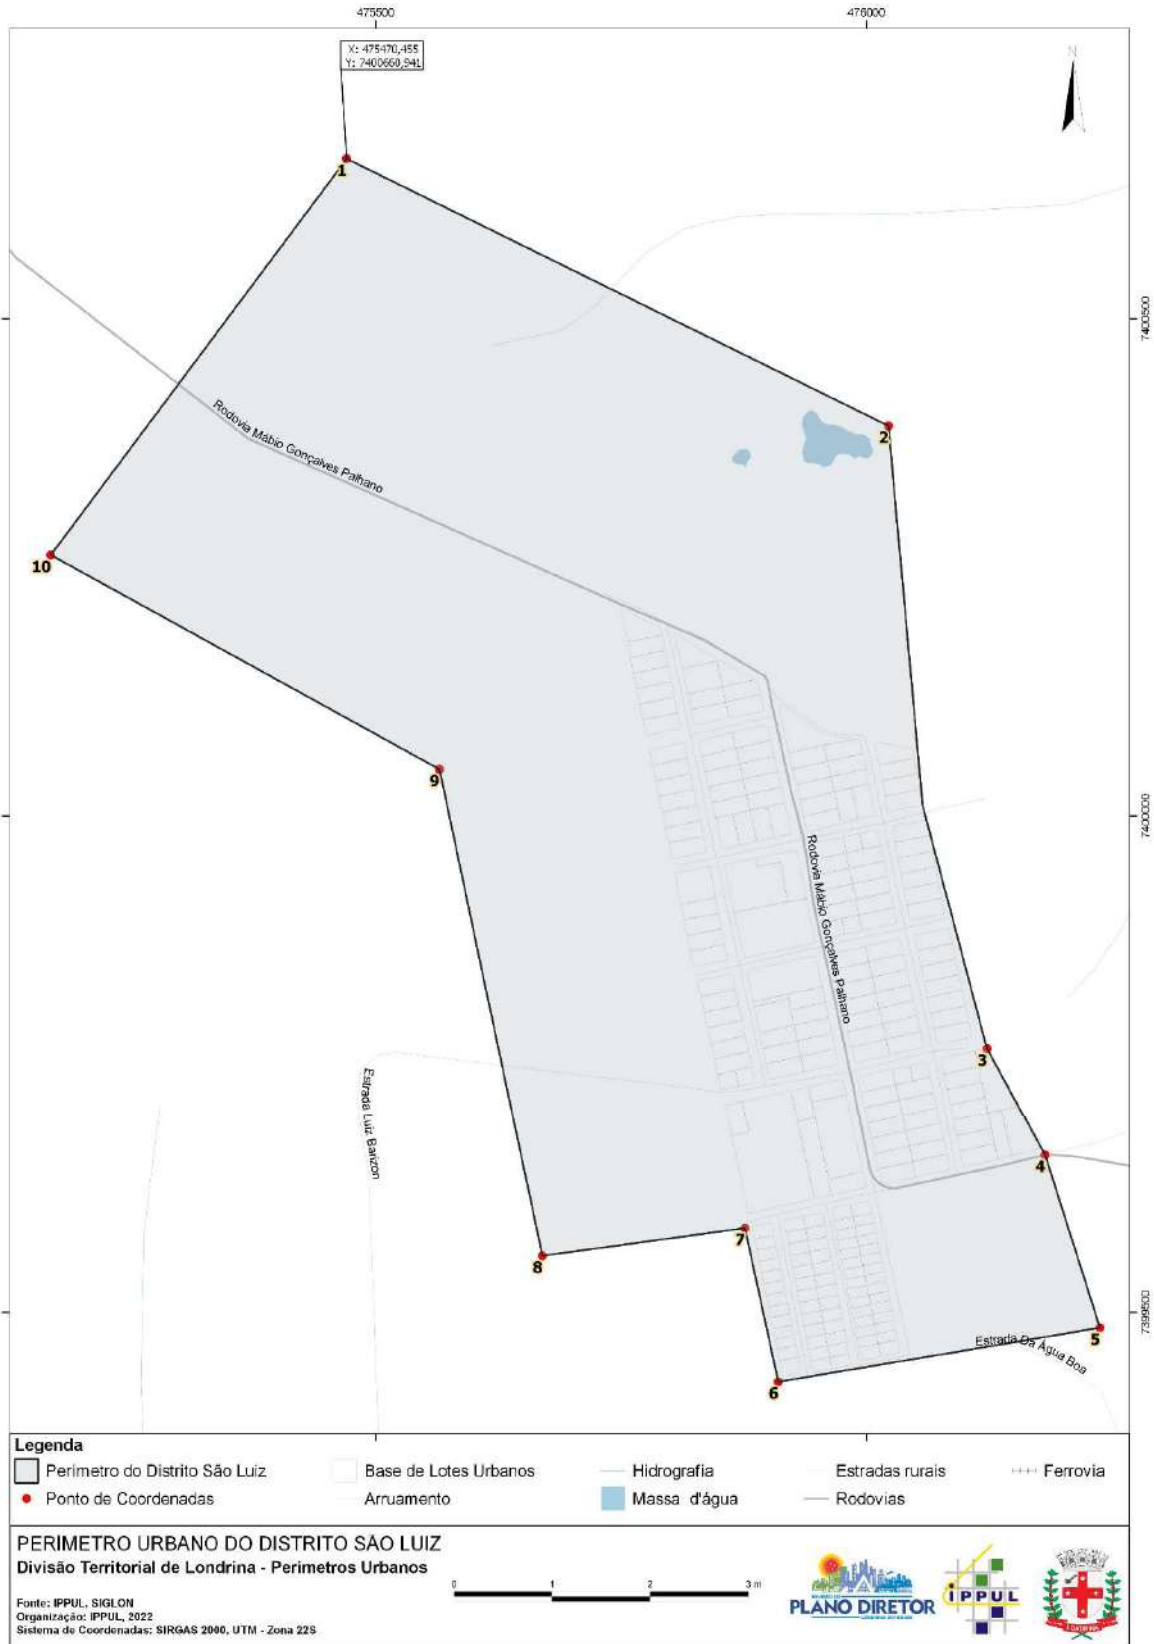 475500
476000
X: 475470,455
Y: 7400660,941
N
1
7400500
Rodovia Mábio Gonçalves Palhano
2
10
9
7400000
Rodovia Mábio Gonçalves Palhano
3
Estrada Luiz Barizon
4
7
8
7399500
5
Estrada Da Água Boa
6
Legenda
Perímetro do Distrito São Luiz
Base de Lotes Urbanos
Hidrografia
Estradas rurais
Ferrovia
Ponto de Coordenadas
Arruamento
Massa d'água
Rodovias
PERÍMETRO URBANO DO DISTRITO SÃO LUIZ
Divisão Territorial de Londrina - Perímetros Urbanos
0 1 2 3 m
Fonte: IPPUL, SIGLON
Organização: IPPUL, 2022
Sistema de Coordenadas: SIRGAS 2000, UTM - Zona 22S
PLANO DIRETOR
IPPUL
LONDRINA